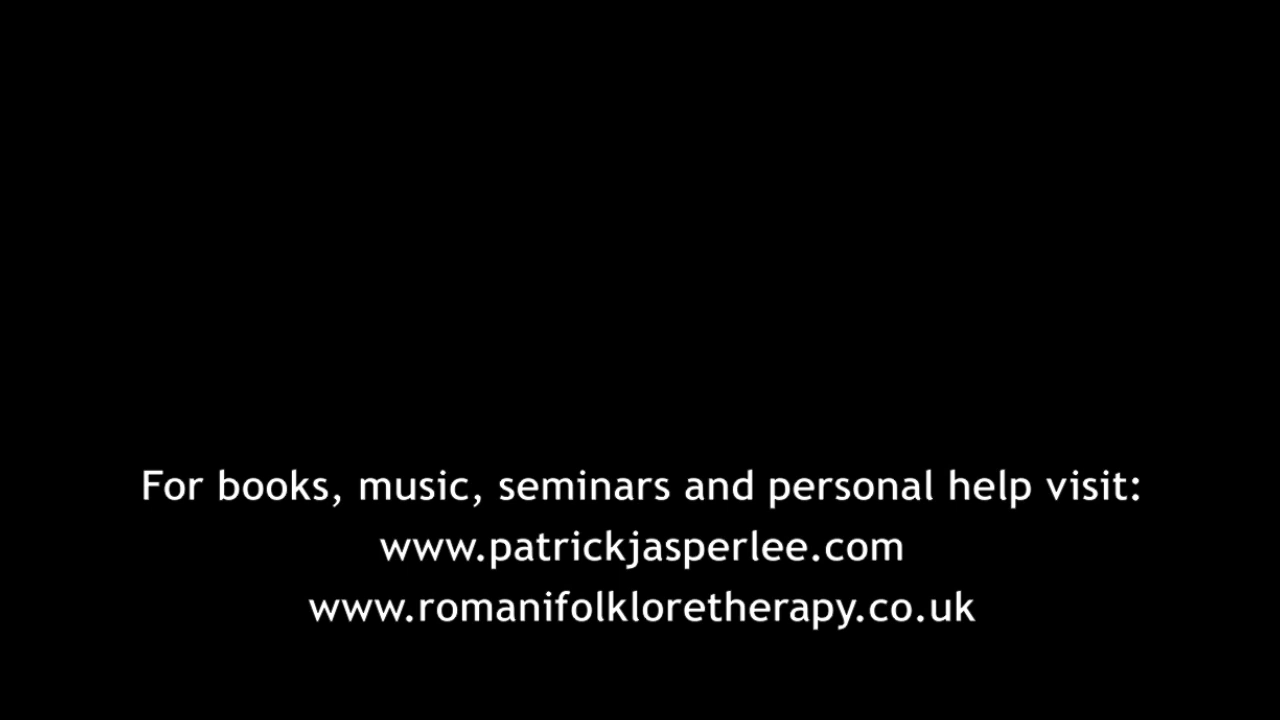 For books, music, seminars and personal help visit:
www.patrickjasperlee.com
www.romanifolkloretherapy.co.uk